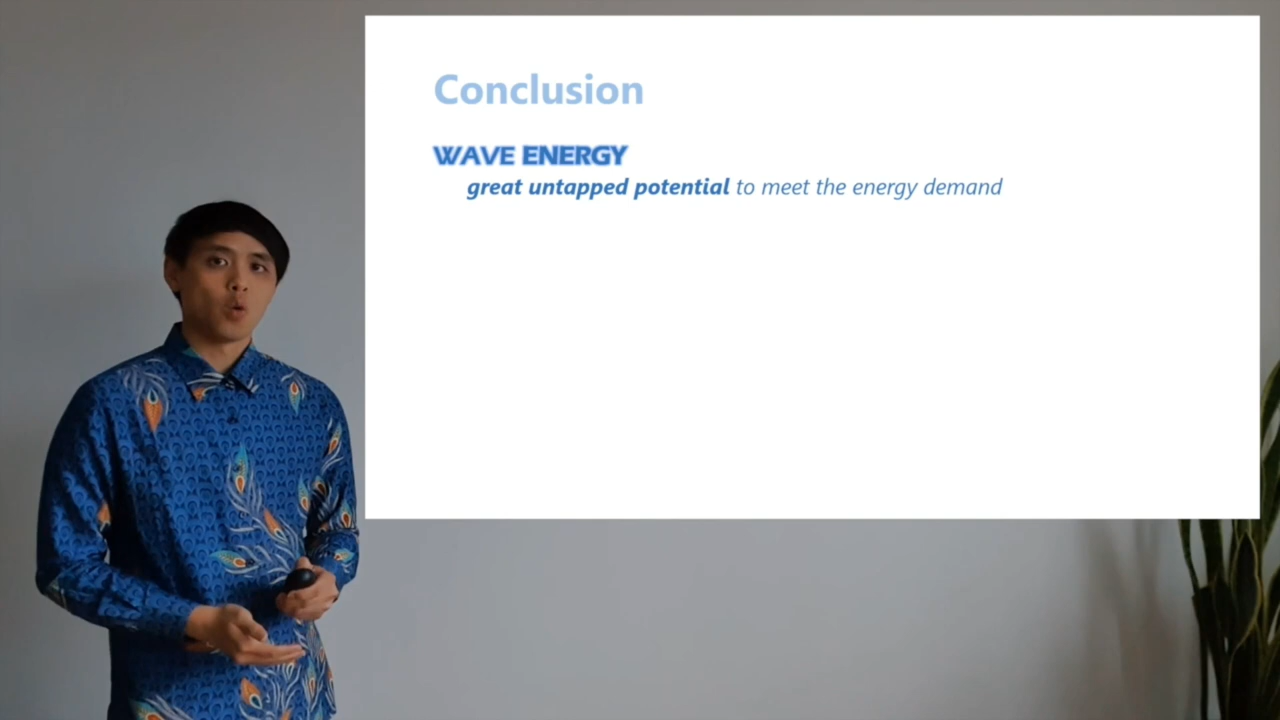 Conclusion
WAVE ENERGY
great untapped potential to meet the energy demand